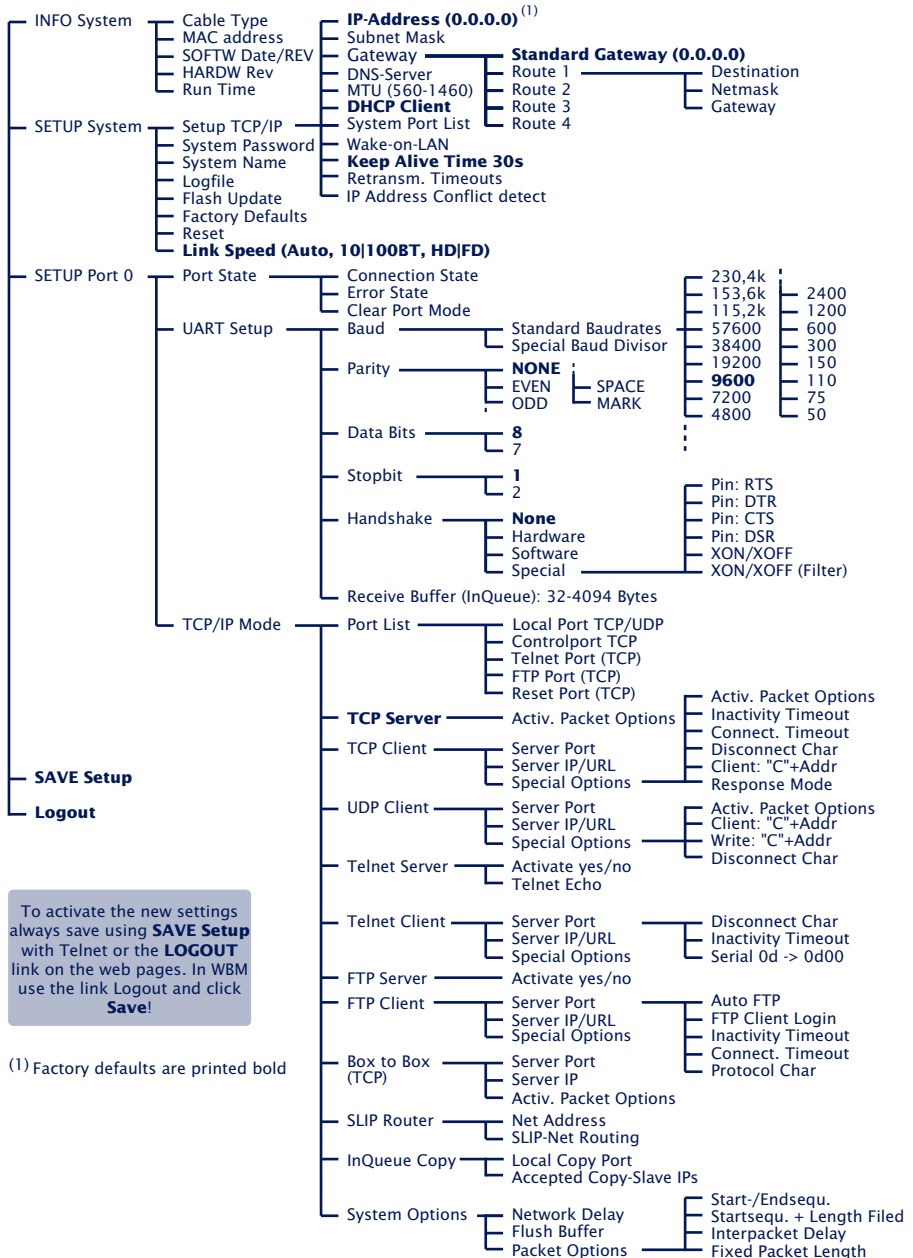 INFO System
Cable Type
MAC address
SOFTW Date/REV
HARDW Rev
Run Time
SETUP System
Setup TCP/IP
IP-Address (0.0.0.0) (1)
Subnet Mask
Gateway
Standard Gateway (0.0.0.0)
Route 1
Destination
Netmask
Gateway
Route 2
Route 3
Route 4
DNS-Server
MTU (560-1460)
DHCP Client
System Port List
Wake-on-LAN
Keep Alive Time 30s
Retransm. Timeouts
IP Address Conflict detect
System Password
System Name
Logfile
Flash Update
Factory Defaults
Reset
Link Speed (Auto, 10|100BT, HD|FD)
SETUP Port 0
Port State
Connection State
Error State
Clear Port Mode
UART Setup
Baud
Standard Baudrates
230,4k
153,6k
115,2k
57600
38400
19200
9600
7200
4800
2400
1200
600
300
150
110
75
50
Special Baud Divisor
Parity
NONE
EVEN
ODD
SPACE
MARK
Data Bits
8
7
Stopbit
1
2
Handshake
None
Hardware
Software
Special
Pin: RTS
Pin: DTR
Pin: CTS
Pin: DSR
XON/XOFF
XON/XOFF (Filter)
Receive Buffer (InQueue): 32-4094 Bytes
TCP/IP Mode
Port List
Local Port TCP/UDP
Controlport TCP
Telnet Port (TCP)
FTP Port (TCP)
Reset Port (TCP)
TCP Server
Activ. Packet Options
TCP Client
Server Port
Server IP/URL
Special Options
Activ. Packet Options
Inactivity Timeout
Connect. Timeout
Disconnect Char
Client: "C"+Addr
Response Mode
UDP Client
Server Port
Server IP/URL
Special Options
Activ. Packet Options
Client: "C"+Addr
Write: "C"+Addr
Disconnect Char
Telnet Server
Activate yes/no
Telnet Echo
Telnet Client
Server Port
Server IP/URL
Special Options
Disconnect Char
Inactivity Timeout
Serial 0d -> 0d00
FTP Server
Activate yes/no
FTP Client
Server Port
Server IP/URL
Special Options
Auto FTP
FTP Client Login
Inactivity Timeout
Connect. Timeout
Protocol Char
Box to Box
(TCP)
Server Port
Server IP
Activ. Packet Options
SLIP Router
Net Address
SLIP-Net Routing
InQueue Copy
Local Copy Port
Accepted Copy-Slave IPs
System Options
Network Delay
Flush Buffer
Packet Options
Start-/Endsequ.
Startsequ. + Length Filed
Interpacket Delay
Fixed Packet Length
SAVE Setup
Logout
To activate the new settings
always save using SAVE Setup
with Telnet or the LOGOUT
link on the web pages. In WBM
use the link Logout and click
Save!
(1) Factory defaults are printed bold